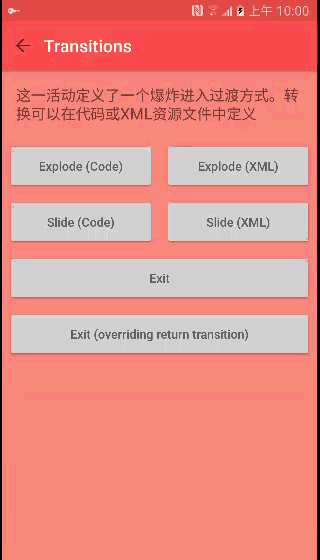 上午 10:00
Transitions
这一活动定义了一个爆炸进入过渡方式。转
换可以在代码或XML资源文件中定义
Explode (Code) Explode (XML)
Slide (Code) Slide (XML)
Exit
Exit (overriding return transition)